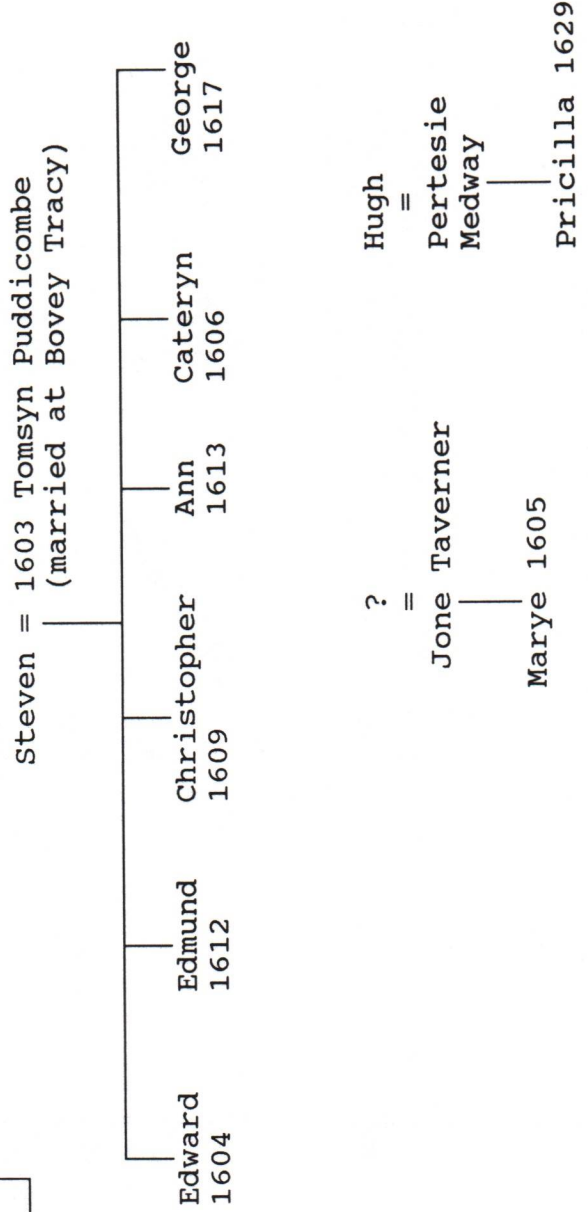 Steven = 1603 Tomsyn Puddicombe
(married at Bovey Tracy)
Edward
1604
Edmund
1612
Christopher
1609
Ann
1613
Cateryn
1606
George
1617
?
=
Jone Taverner
Marye 1605
Hugh
=
Pertesie
Medway
Pricilla 1629